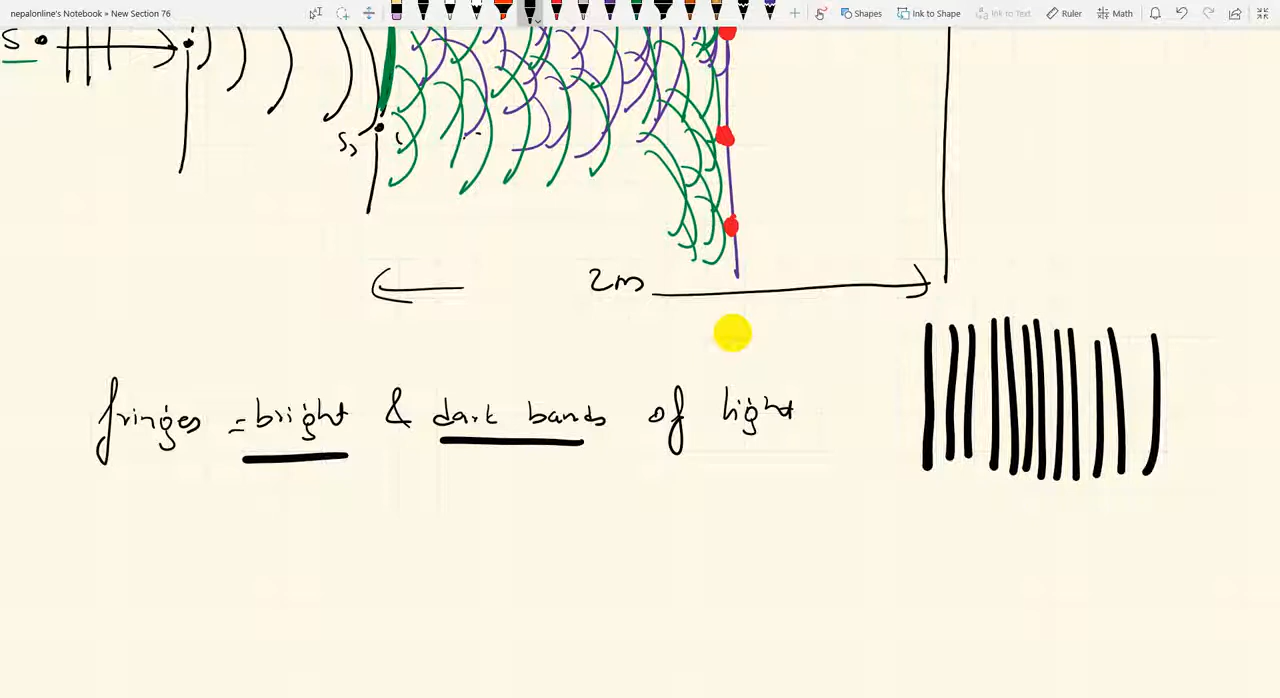 nepalonline's Notebook » New Section 76
Shapes Ink to Shape Ink to Text Ruler Math
S
S₂
2m
fringes = bright & dark bands of light